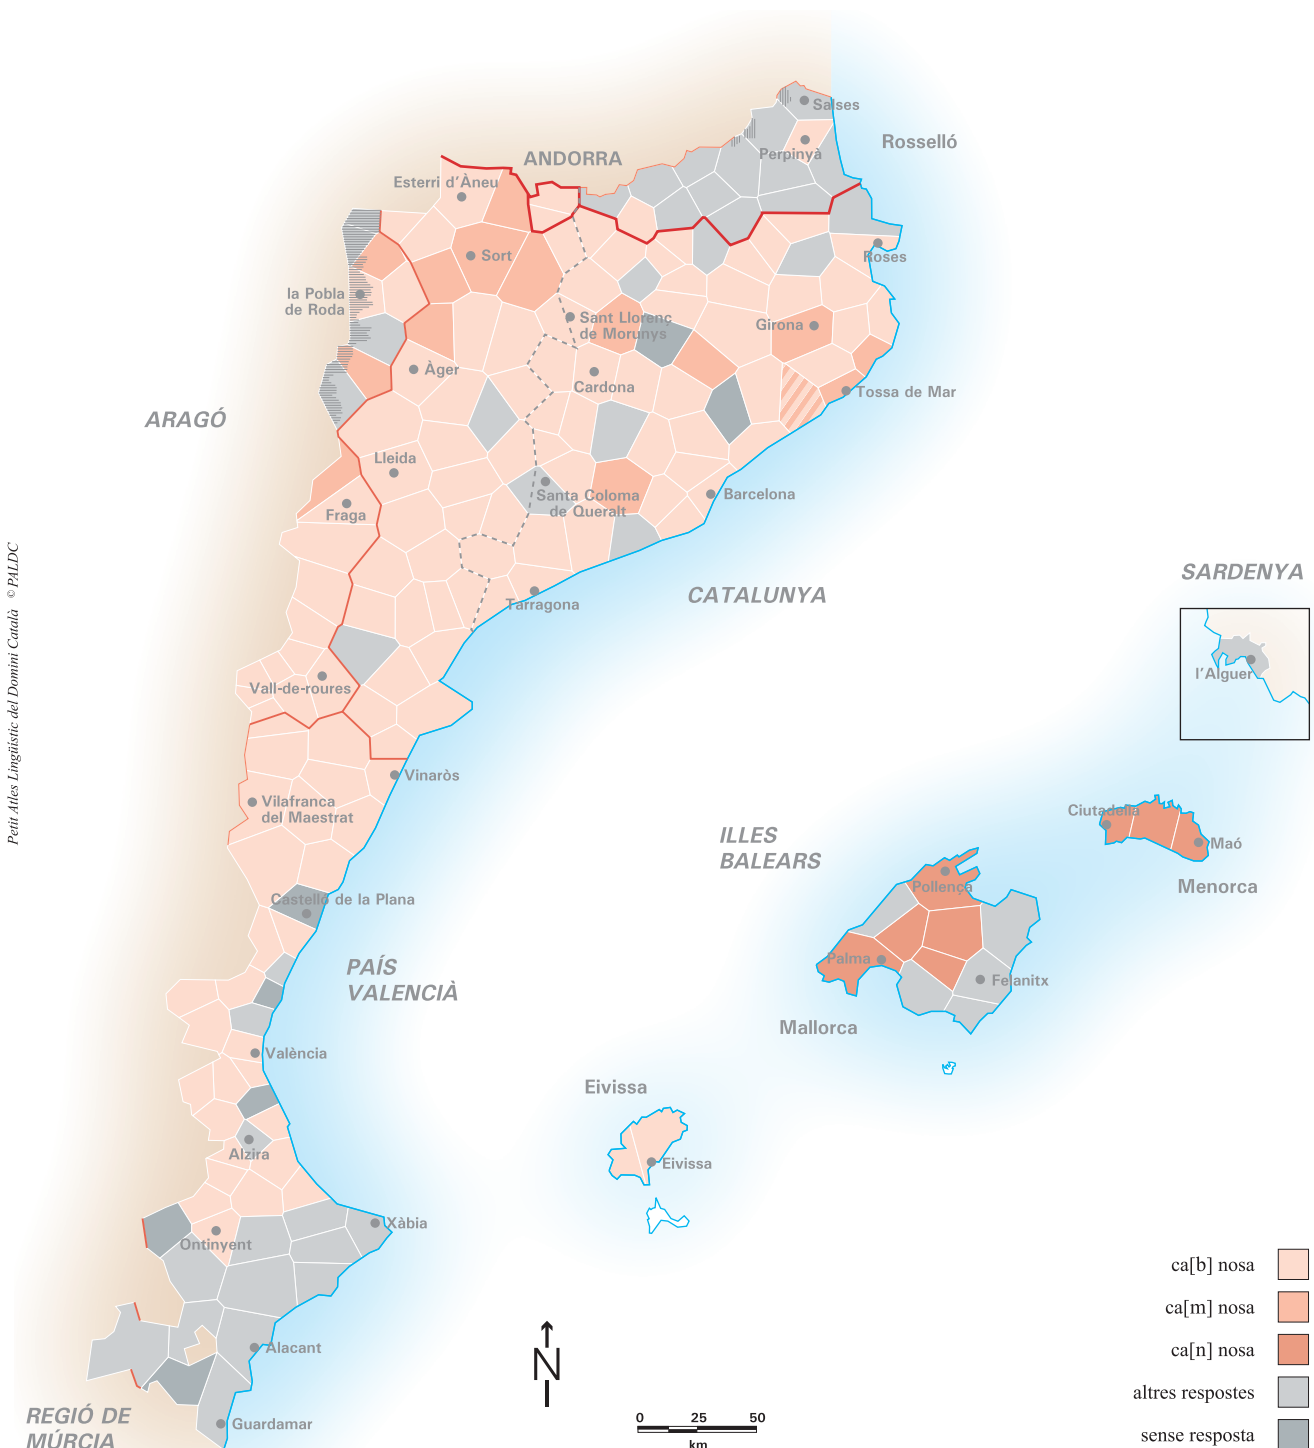 Salses
Rosselló
Perpinyà
ANDORRA
Esterri d'Àneu
Sort
Roses
la Pobla
de Roda
Sant Llorenç
de Morunys
Girona
Àger
Cardona
Tossa de Mar
ARAGÓ
Lleida
Santa Coloma
de Queralt
Barcelona
Fraga
Petit Atles Lingüístic del Domini Català © PALDC
SARDENYA
CATALUNYA
Tarragona
l'Alguer
Vall-de-roures
Vinaròs
Vilafranca
del Maestrat
Ciutadella
ILLES
BALEARS
Maó
Menorca
Pollença
Castelló de la Plana
Palma
Felanitx
PAÍS
VALENCIÀ
Mallorca
València
Eivissa
Alzira
Eivissa
Xàbia
Ontinyent
Alacant
Guardamar
REGIÓ DE
MÚRCIA
N
0 25 50
km
ca[b] nosa
ca[m] nosa
ca[n] nosa
altres respostes
sense resposta